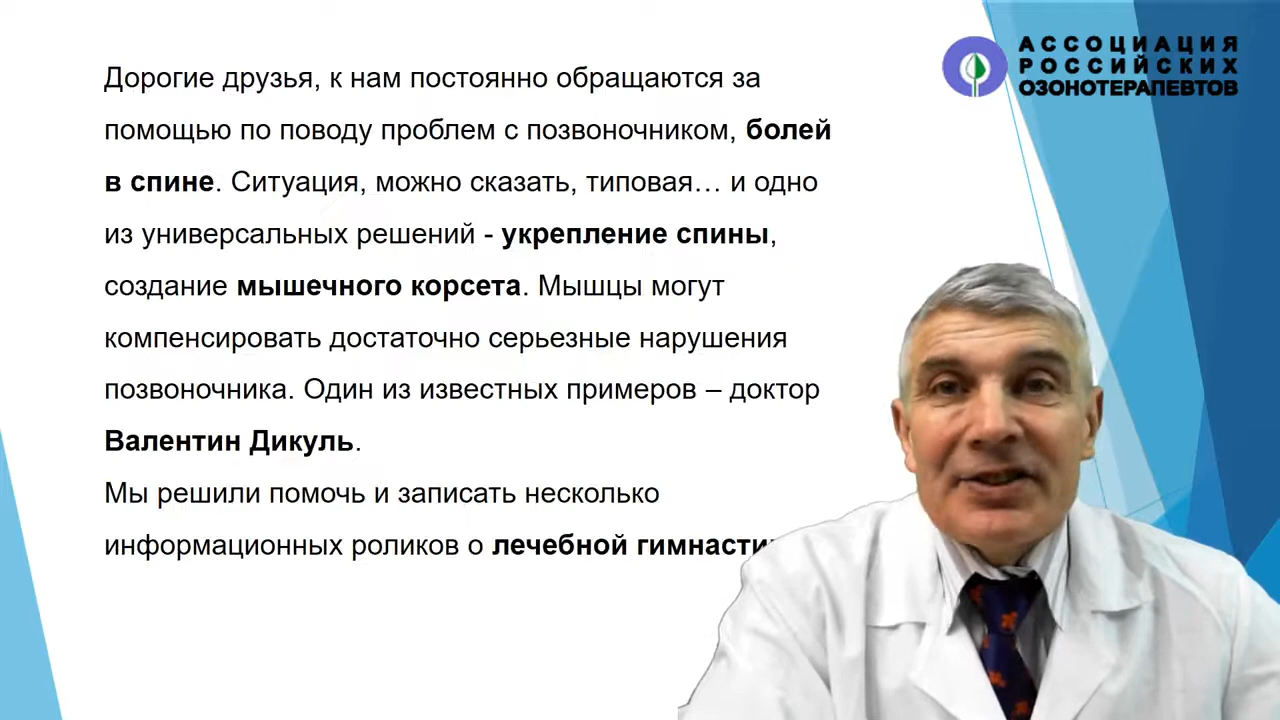 Дорогие друзья, к нам постоянно обращаются за
помощью по поводу проблем с позвоночником, болей
в спине. Ситуация, можно сказать, типовая… и одно
из универсальных решений - укрепление спины,
создание мышечного корсета. Мышцы могут
компенсировать достаточно серьезные нарушения
позвоночника. Один из известных примеров – доктор
Валентин Дикуль.
Мы решили помочь и записать несколько
информационных роликов о лечебной
АССОЦИАЦИЯ
РОССИЙСКИХ
ОЗОНОТЕРАПЕВТОВ